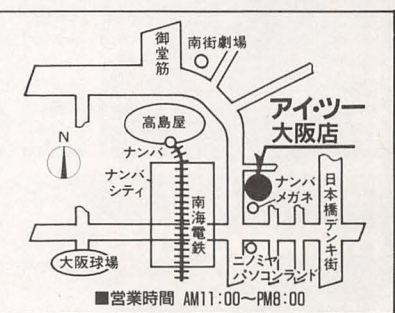 御堂筋
南街劇場
アイ・ツー
大阪店
高島屋
N
ナンバ
ナンバ
シティ
南海電鉄
ナンバ
メガネ
日本橋デンキ街
大阪球場
ニノミヤ
パソコンランド
■営業時間 AM11:00～PM8:00